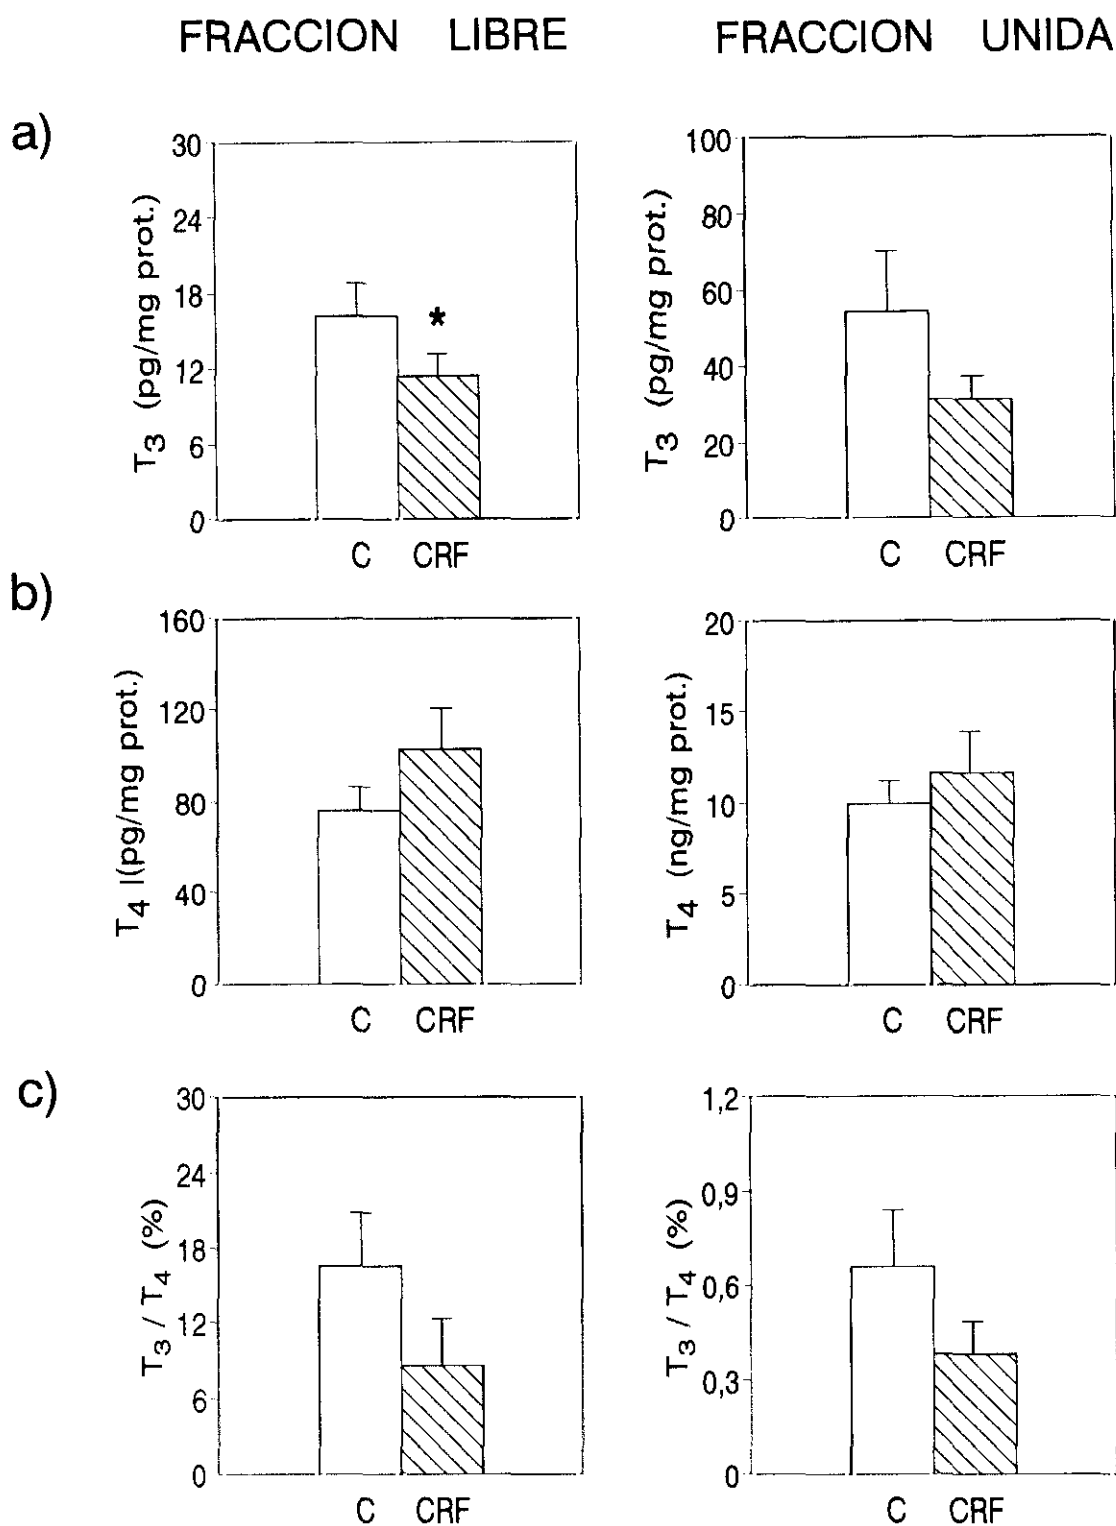 FRACCION LIBRE
FRACCION UNIDA
a)
T3 (pg/mg prot.)
30
24
18
12
6
0
*
C CRF
T3 (pg/mg prot.)
100
80
60
40
20
0
C CRF
b)
T4 |(pg/mg prot.)
160
120
80
40
0
C CRF
T4 (ng/mg prot.)
20
15
10
5
0
C CRF
c)
T3 / T4 (%)
30
24
18
12
6
0
C CRF
T3 / T4 (%)
1,2
0,9
0,6
0,3
0
C CRF